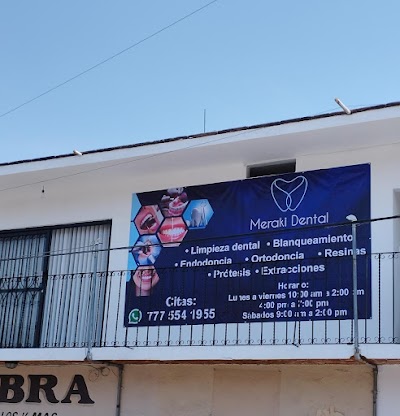 Meraki Dental
• Limpieza dental • Blanqueamiento
• Endodoncia • Ortodoncia • Resinas
• Prótesis • Extracciones
Citas:
777 554 1955
Horario:
Lunes a viernes 10:00 am a 2:00 pm
4:00 pm a 7:00 pm
Sábados 9:00 am a 2:00 pm
BRA